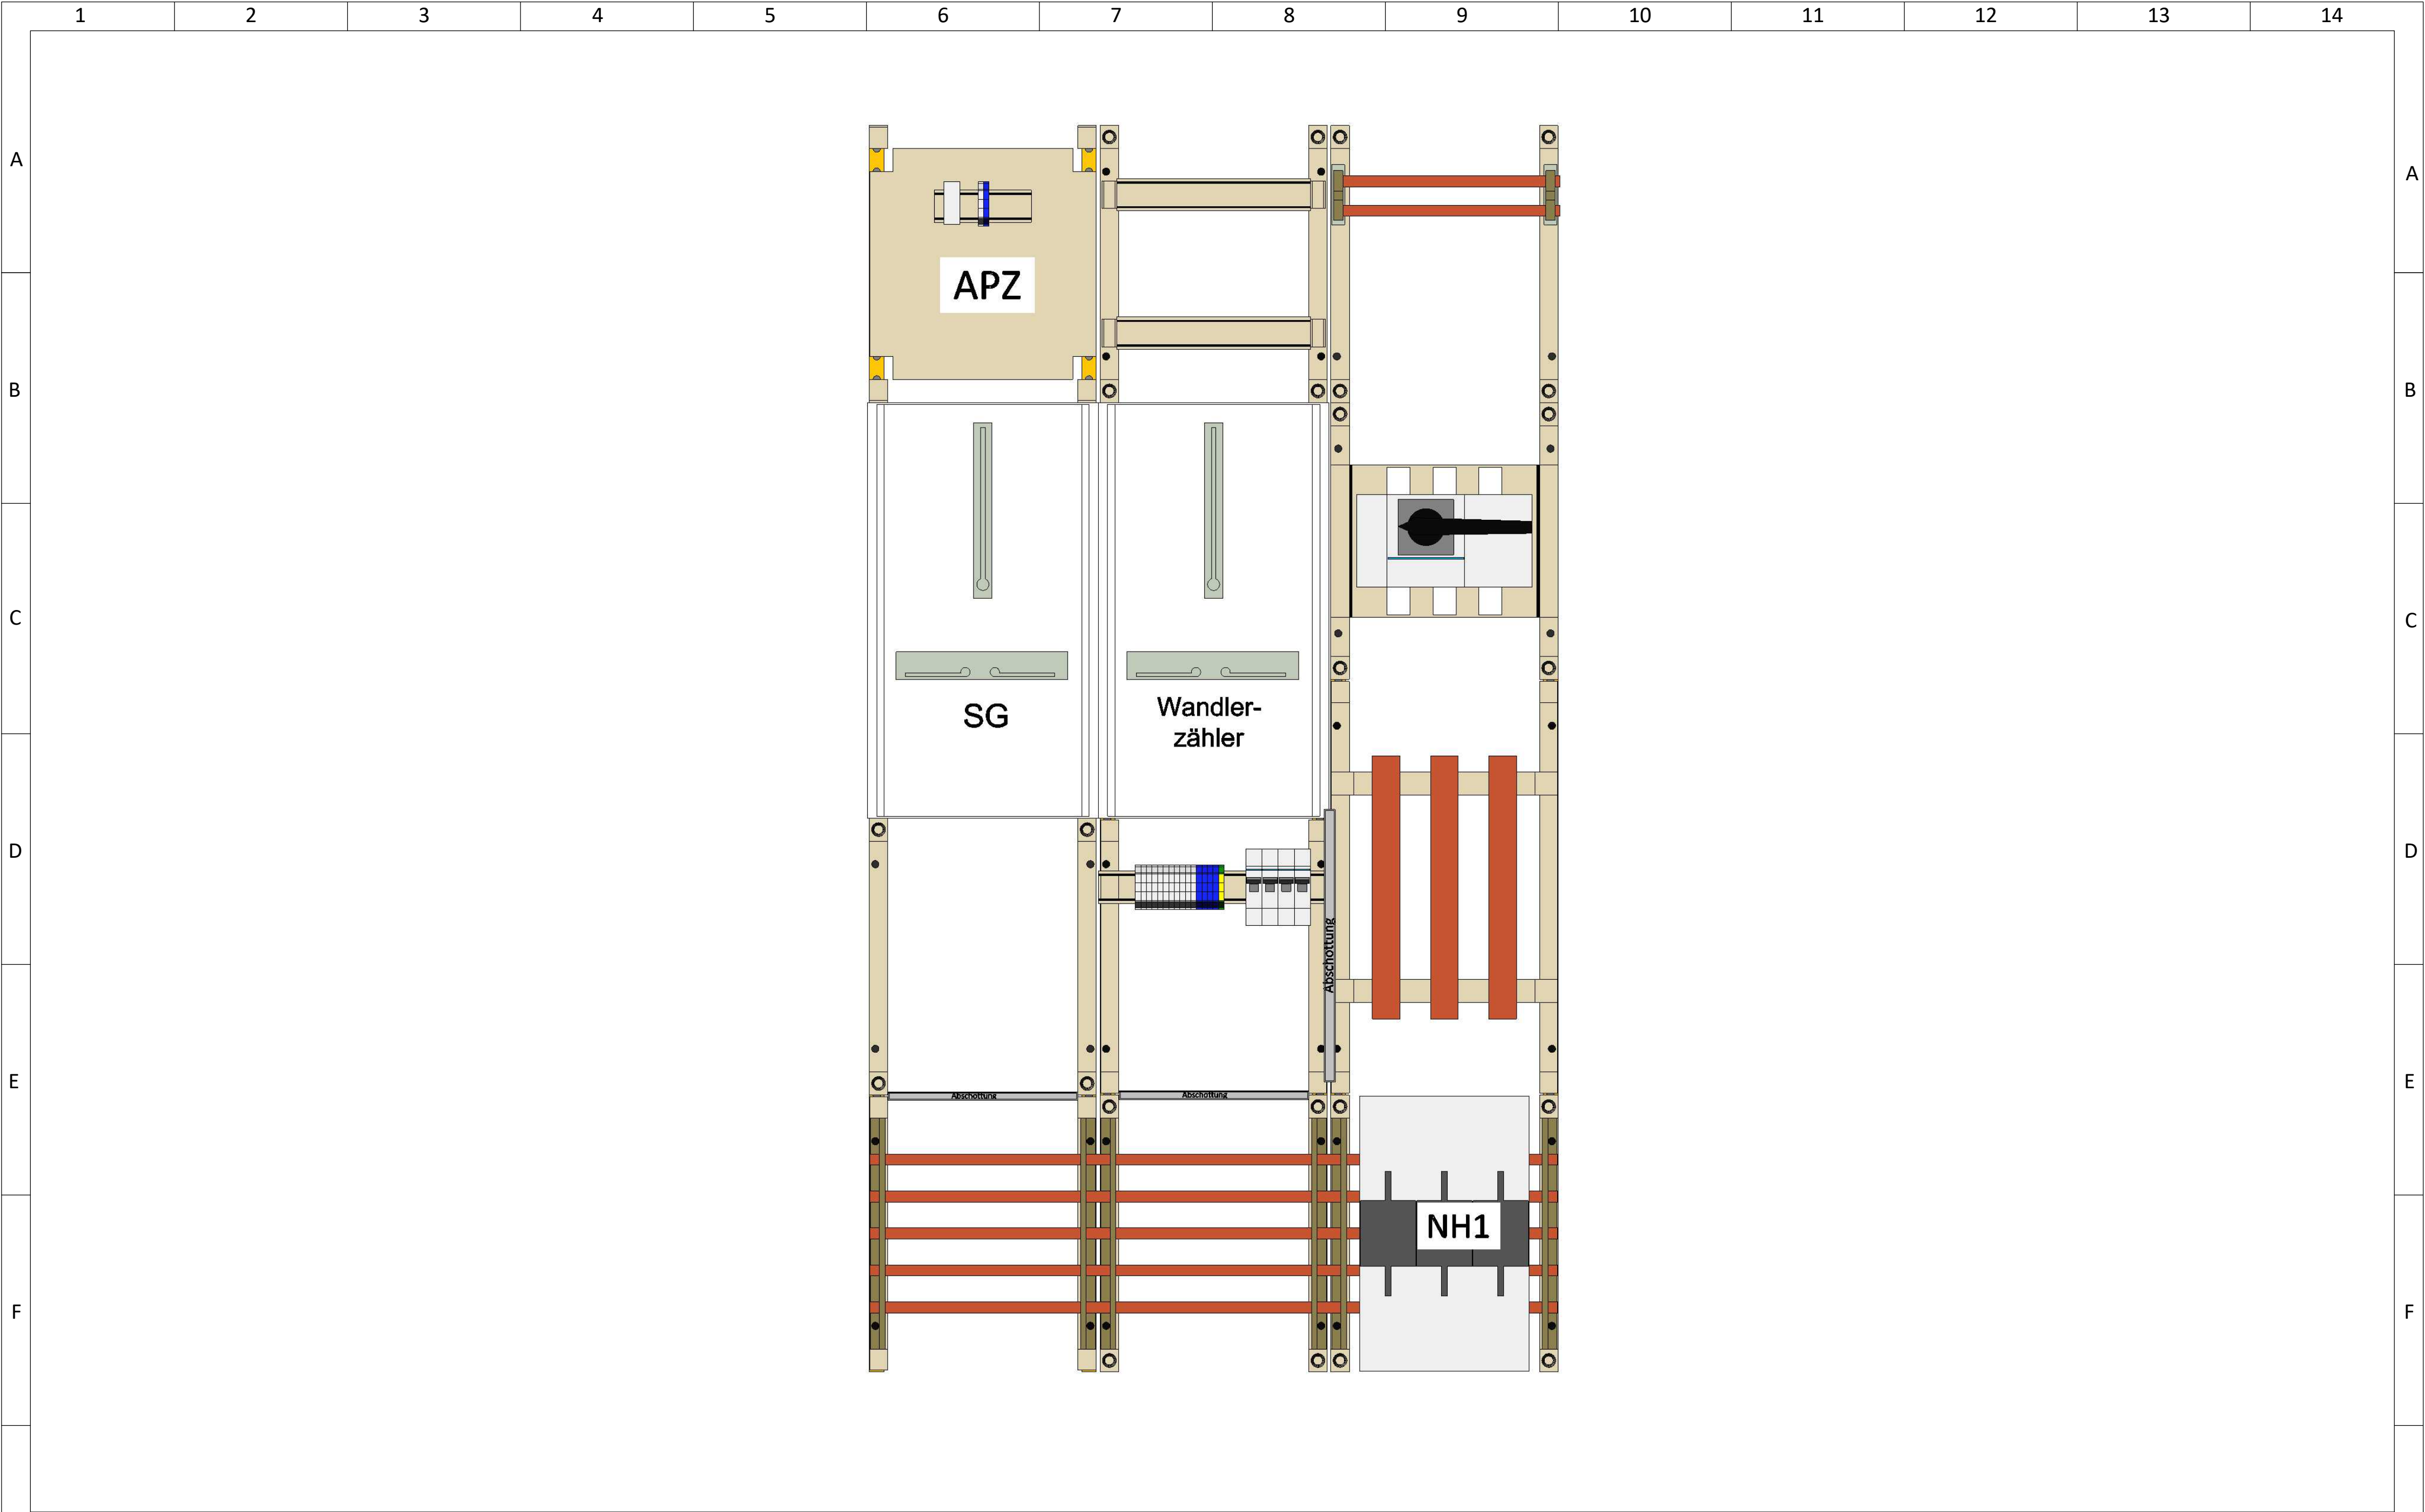 1 2 3 4 5 6 7 8 9 10 11 12 13 14
A A
APZ
B B
C C
SG
Wandler-
zähler
D D
Abschottung
E E
Abschottung Abschottung
NH1
F F